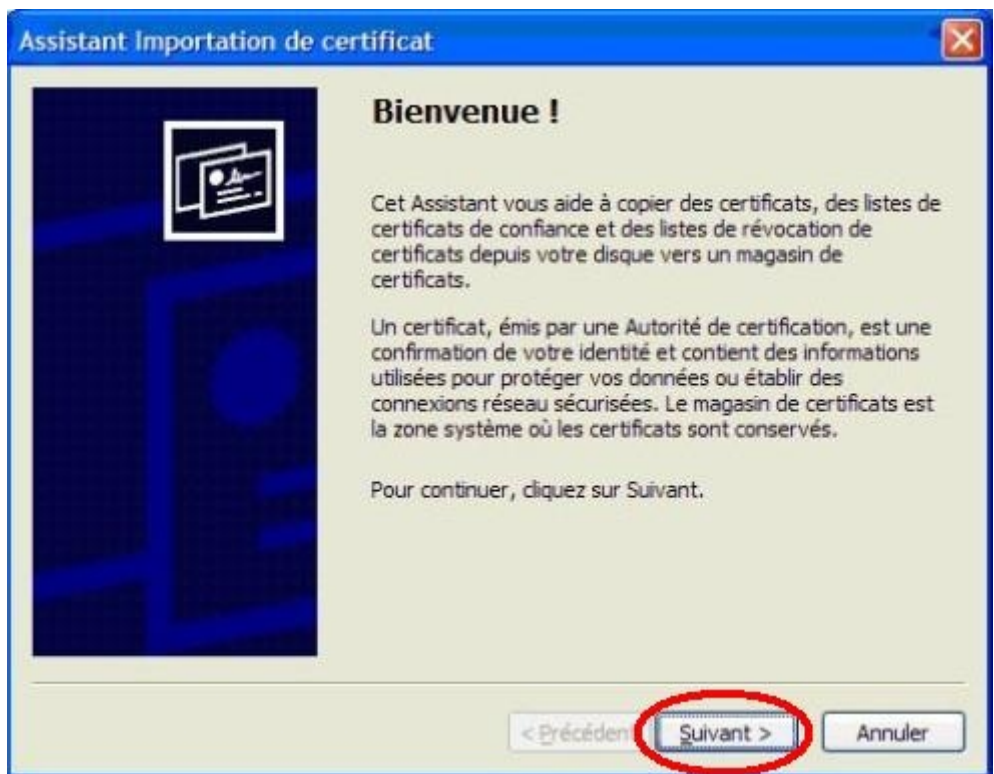 Assistant Importation de certificat
Bienvenue !
Cet Assistant vous aide à copier des certificats, des listes de
certificats de confiance et des listes de révocation de
certificats depuis votre disque vers un magasin de
certificats.
Un certificat, émis par une Autorité de certification, est une
confirmation de votre identité et contient des informations
utilisées pour protéger vos données ou établir des
connexions réseau sécurisées. Le magasin de certificats est
la zone système où les certificats sont conservés.
Pour continuer, cliquez sur Suivant.
< Précédent Suivant > Annuler